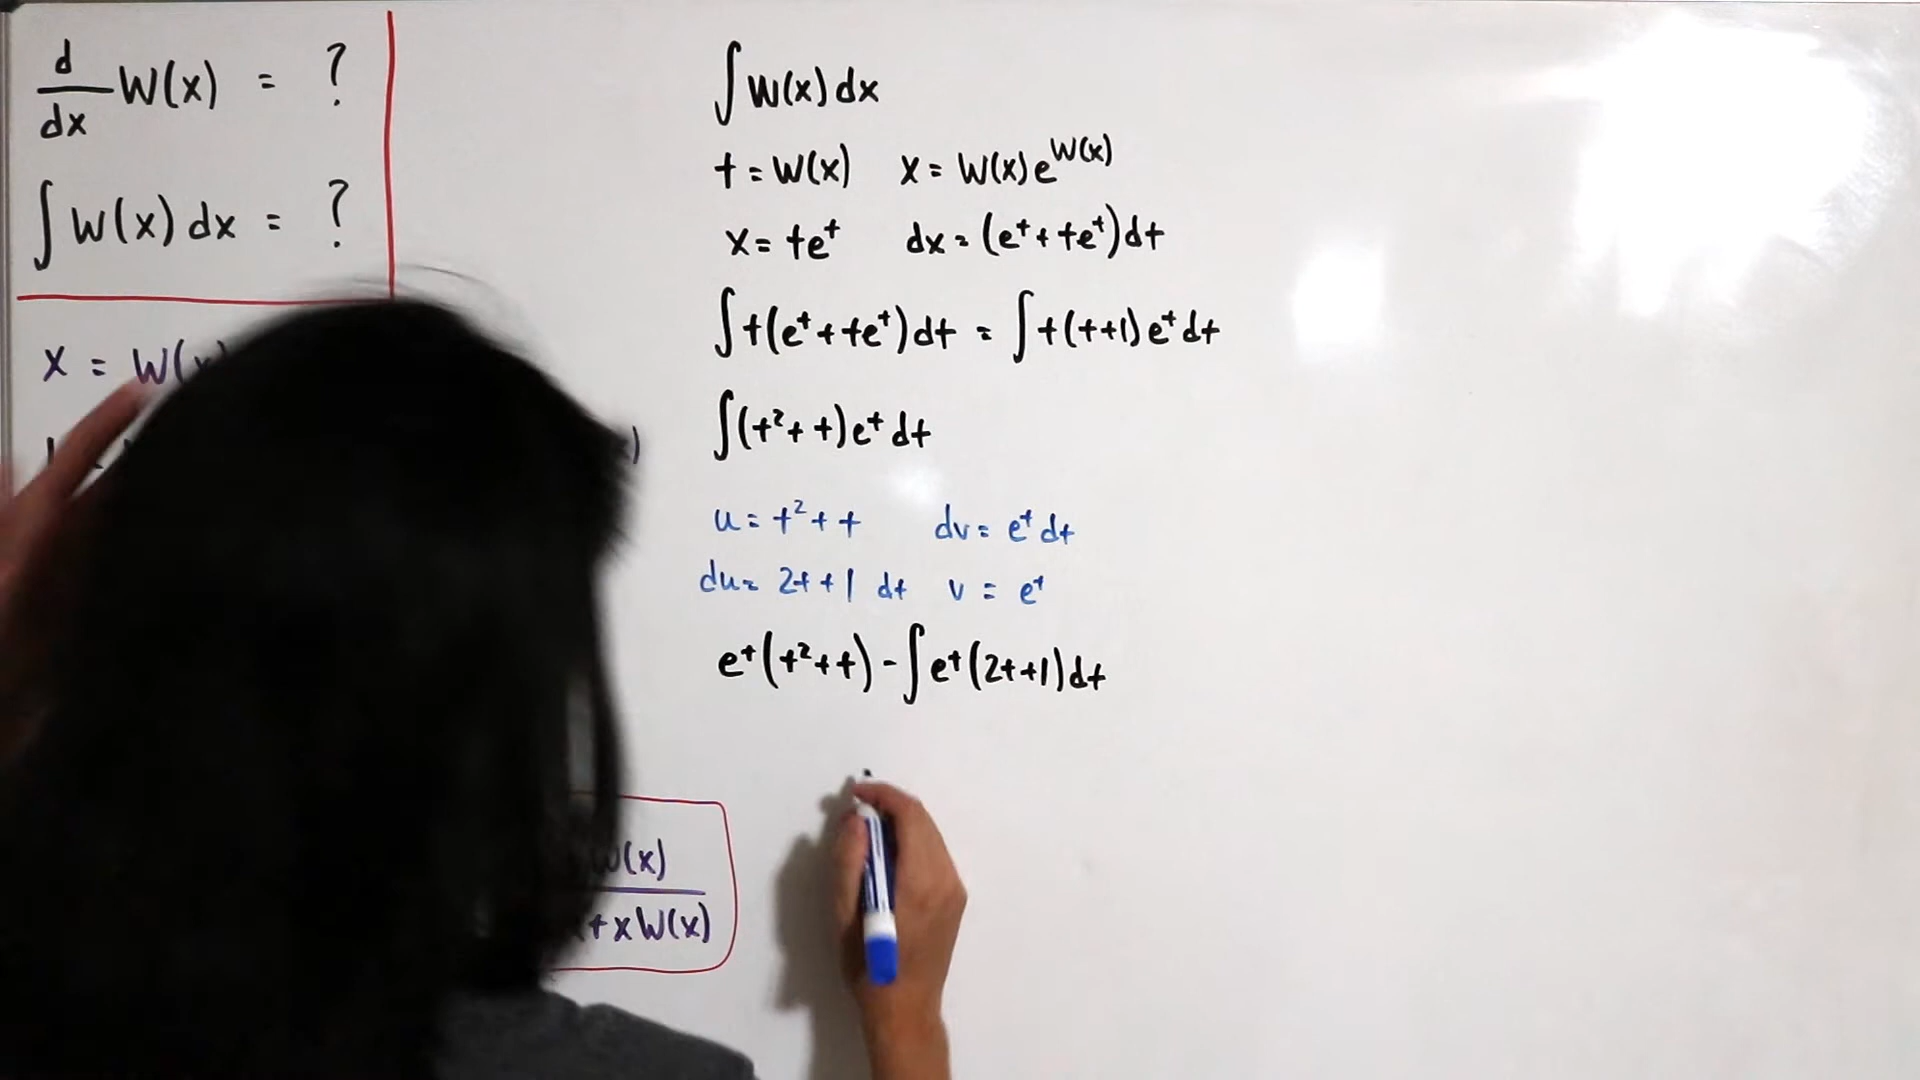 d/dx W(x) = ?
∫ W(x) dx = ?
x = W(x)
W(x)
+ x W(x)
∫ W(x) dx
t = W(x) x = W(x) e^W(x)
x = te^t dx = (e^t + te^t) dt
∫ t(e^t + te^t) dt = ∫ t(t+1) e^t dt
∫ (t² + t) e^t dt
u = t² + t dv = e^t dt
du = 2t + 1 dt v = e^t
e^t (t² + t) - ∫ e^t (2t+1) dt